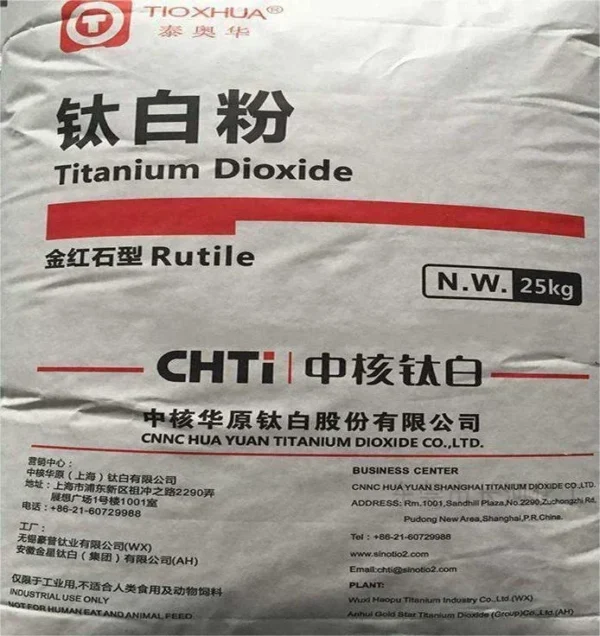 TIOXHUA®
泰奥华
钛白粉
Titanium Dioxide
金红石型 Rutile
N.W. 25kg
CHTi 中核钛白
中核华原钛白股份有限公司
CNNC HUA YUAN TITANIUM DIOXIDE CO.,LTD.
营销中心：
中核华原（上海）钛白有限公司
地址：上海市浦东新区祖冲之路2290弄
展想广场1号楼1001室
电话：+86-21-60729988
工厂：
无锡豪普钛业有限公司(WX)
安徽金星钛白（集团）有限公司(AH)
仅限于工业用,不适合人类食用及动物饲料
INDUSTRIAL USE ONLY
NOT FOR HUMAN EAT AND ANIMAL FEED
BUSINESS CENTER
CNNC HUA YUAN SHANGHAI TITANIUM DIOXIDE CO.,LTD.
ADDRESS: Rm.1001,Sandhill Plaza,No.2290,Zuchongzhi Rd.
Pudong New Area,Shanghai,P.R.China.
Tel：+86-21-60729988
www.sinotio2.com
Email:chti@sinotio2.com
PLANT:
Wuxi Haopu Titanium Industry Co.,Ltd.(WX)
Anhui Gold Star Titanium Dioxide (Group)Co.,Ltd.(AH)